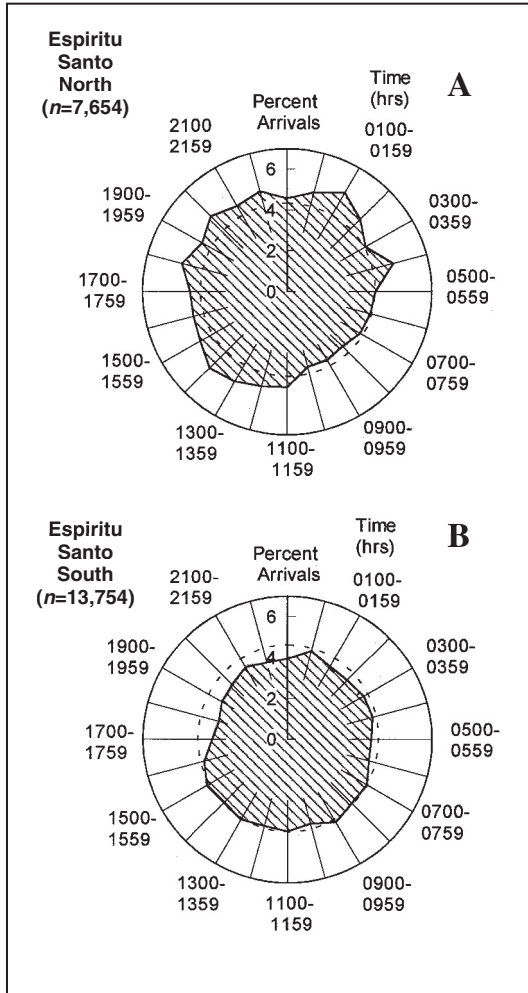 Espiritu
Santo
North
(n=7,654)
A
Time
(hrs)
Percent
Arrivals
0100-
0159
0300-
0359
0500-
0559
0700-
0759
0900-
0959
1100-
1159
1300-
1359
1500-
1559
1700-
1759
1900-
1959
2100
2159
6
4
2
0
Espiritu
Santo
South
(n=13,754)
B
Time
(hrs)
Percent
Arrivals
0100-
0159
0300-
0359
0500-
0559
0700-
0759
0900-
0959
1100-
1159
1300-
1359
1500-
1559
1700-
1759
1900-
1959
2100-
2159
6
4
2
0